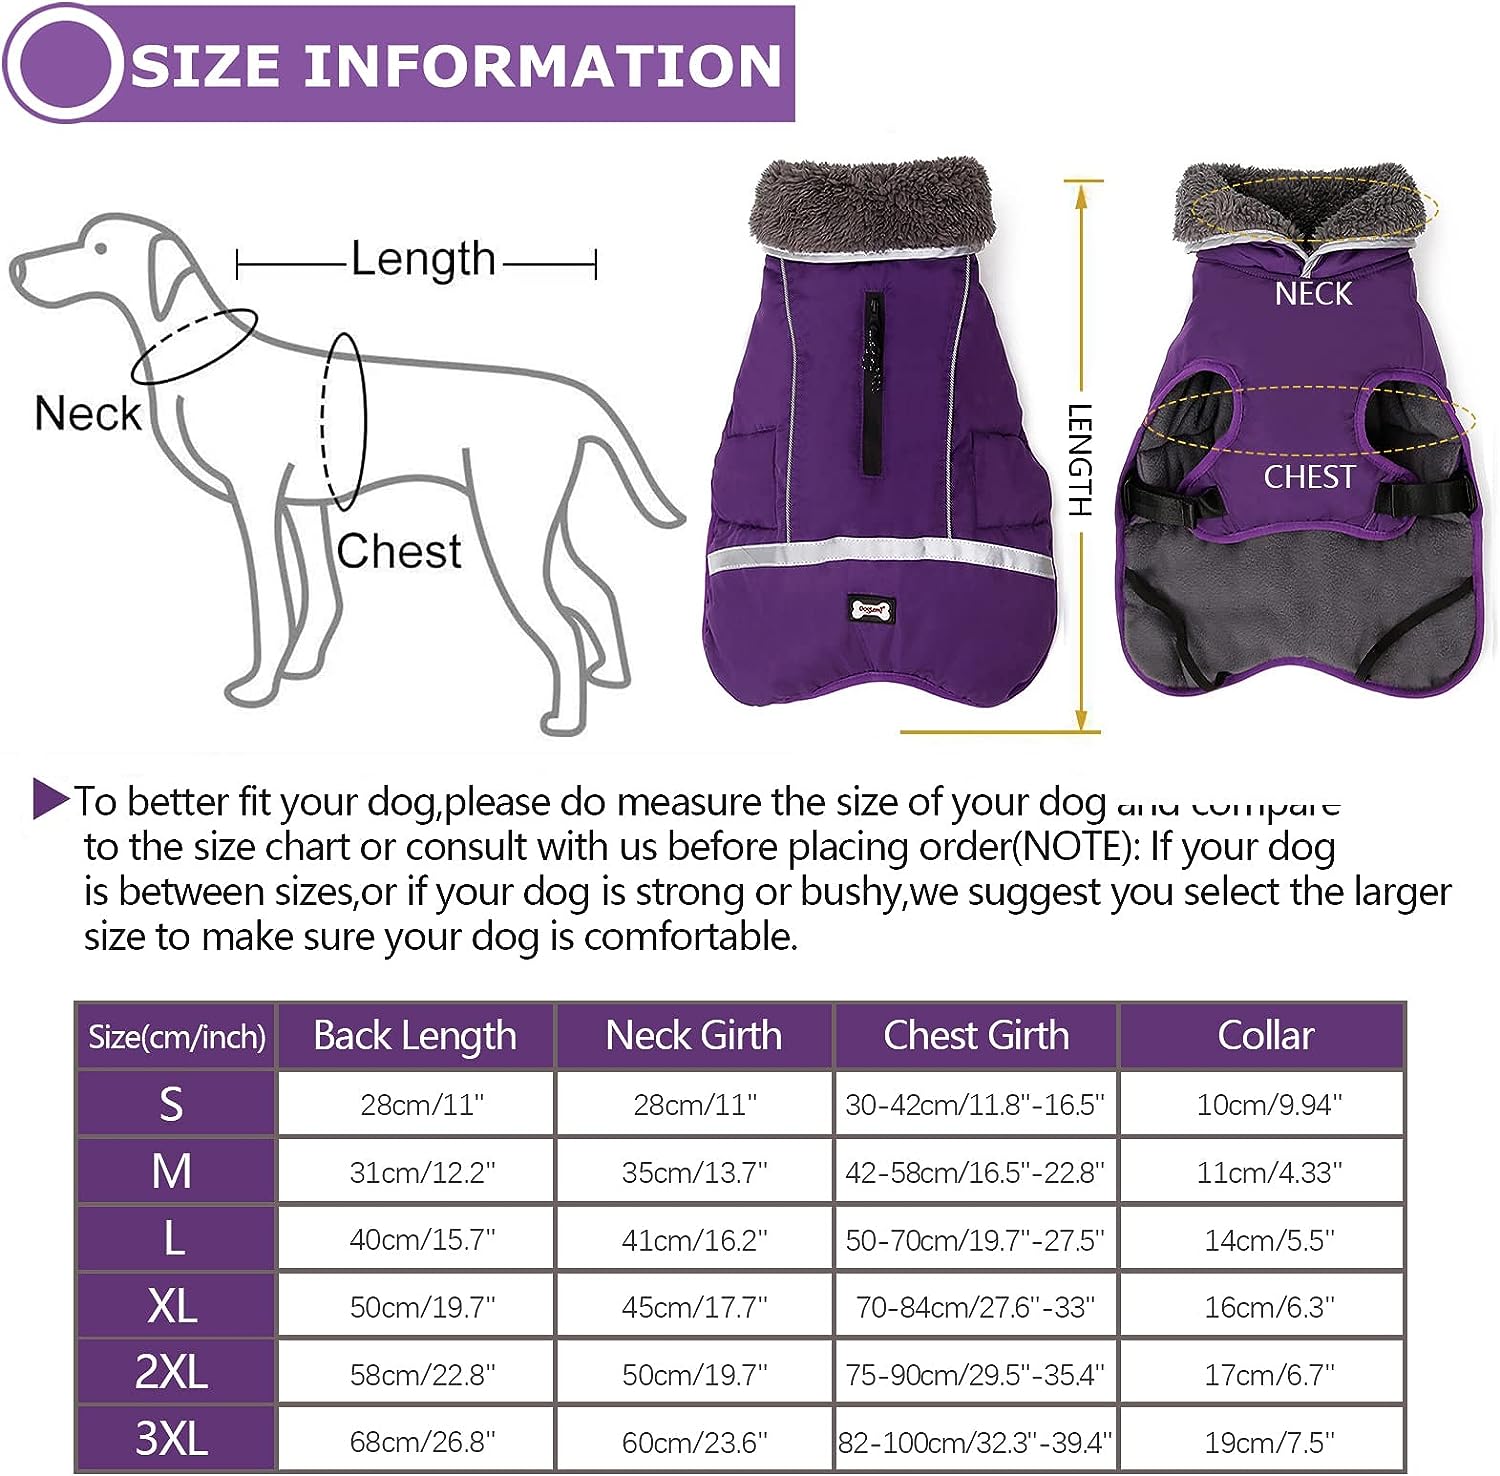 SIZE INFORMATION
Length
Neck
Chest
LENGTH
NECK
CHEST
DOGLEMI
To better fit your dog,please do measure the size of your dog and compare
to the size chart or consult with us before placing order(NOTE): If your dog
is between sizes,or if your dog is strong or bushy,we suggest you select the larger
size to make sure your dog is comfortable.
Size(cm/inch) Back Length Neck Girth Chest Girth Collar
S 28cm/11" 28cm/11" 30-42cm/11.8"-16.5" 10cm/9.94"
M 31cm/12.2" 35cm/13.7" 42-58cm/16.5"-22.8" 11cm/4.33"
L 40cm/15.7" 41cm/16.2" 50-70cm/19.7"-27.5" 14cm/5.5"
XL 50cm/19.7" 45cm/17.7" 70-84cm/27.6"-33" 16cm/6.3"
2XL 58cm/22.8" 50cm/19.7" 75-90cm/29.5"-35.4" 17cm/6.7"
3XL 68cm/26.8" 60cm/23.6" 82-100cm/32.3"-39.4" 19cm/7.5"